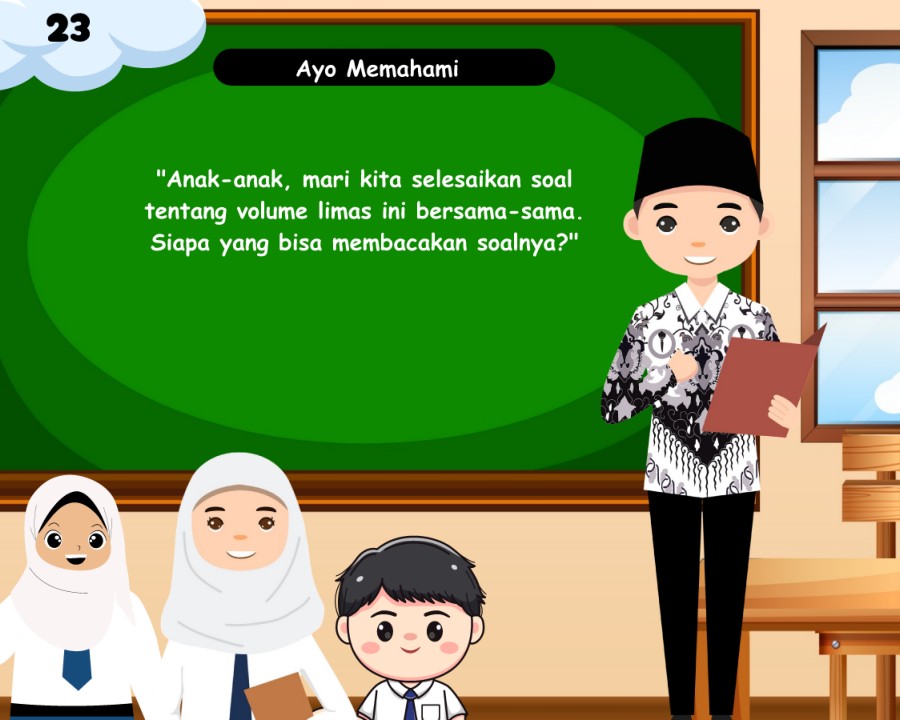 23
Ayo Memahami
"Anak-anak, mari kita selesaikan soal
tentang volume limas ini bersama-sama.
Siapa yang bisa membacakan soalnya?"